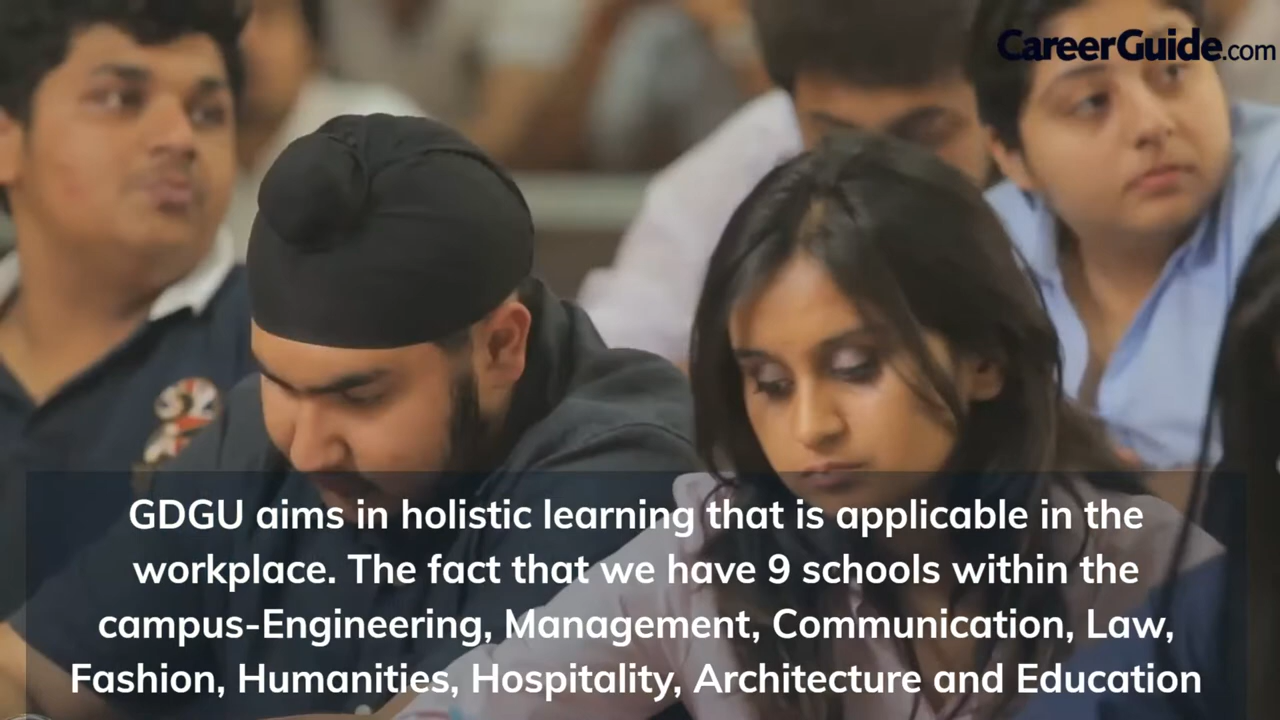 CareerGuide.com
GDGU aims in holistic learning that is applicable in the
workplace. The fact that we have 9 schools within the
campus-Engineering, Management, Communication, Law,
Fashion, Humanities, Hospitality, Architecture and Education